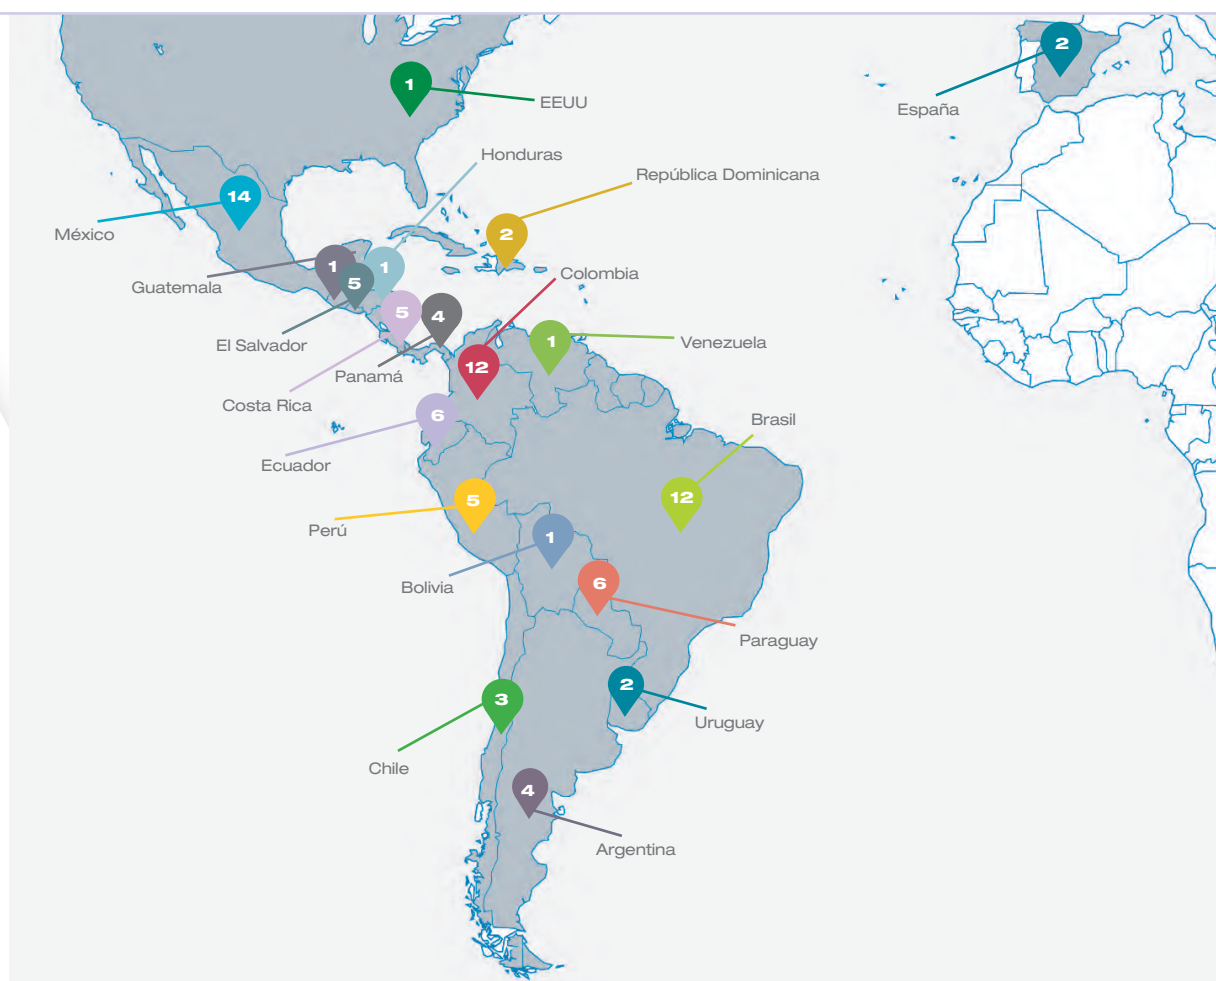 2
España
1
EEUU
Honduras
República Dominicana
14
México
2
1
1
5
Guatemala
Colombia
5
4
El Salvador
1
Venezuela
Panamá
12
Costa Rica
6
Brasil
Ecuador
5
12
Perú
1
Bolivia
6
Paraguay
2
Uruguay
3
Chile
4
Argentina